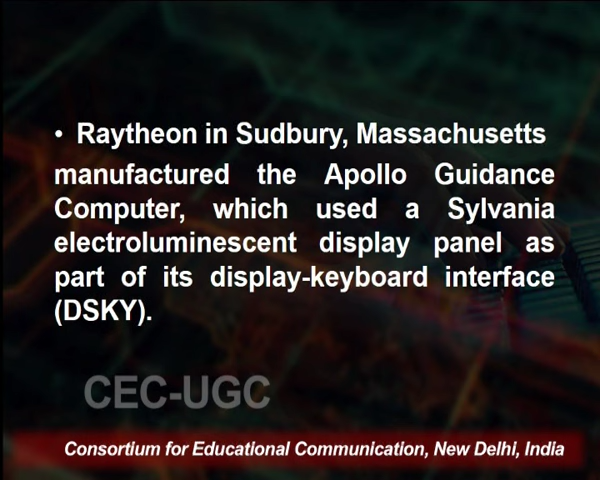 • Raytheon in Sudbury, Massachusetts
manufactured the Apollo Guidance
Computer, which used a Sylvania
electroluminescent display panel as
part of its display-keyboard interface
(DSKY).
CEC-UGC
Consortium for Educational Communication, New Delhi, India